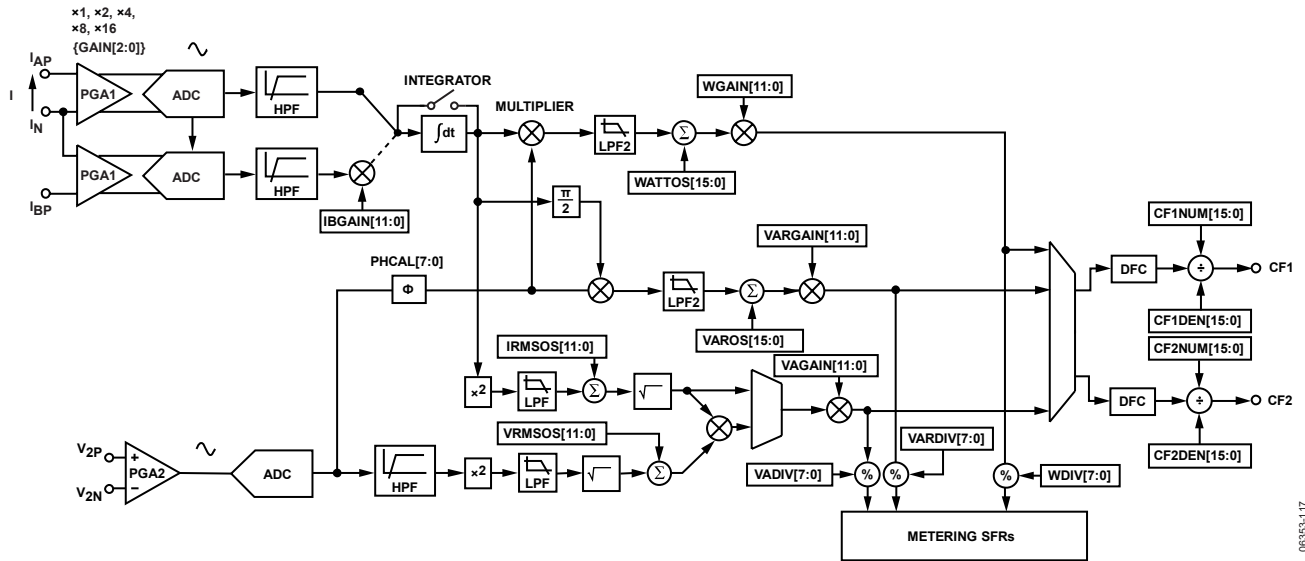 ×1, ×2, ×4,
×8, ×16
{GAIN[2:0]}
IAP
I
IN
IBP
PGA1
ADC
HPF
PGA1
ADC
HPF
IBGAIN[11:0]
INTEGRATOR
∫dt
MULTIPLIER
LPF2
Σ
WATTOS[15:0]
WGAIN[11:0]
π
2
PHCAL[7:0]
Φ
LPF2
Σ
VAROS[15:0]
VARGAIN[11:0]
IRMSOS[11:0]
×2
LPF
Σ
√
VAGAIN[11:0]
VRMSOS[11:0]
V2P
V2N
+
−
PGA2
ADC
HPF
×2
LPF
√
Σ
VADIV[7:0]
%
%
VARDIV[7:0]
%
WDIV[7:0]
METERING SFRs
CF1NUM[15:0]
DFC
÷
CF1
CF1DEN[15:0]
CF2NUM[15:0]
DFC
÷
CF2
CF2DEN[15:0]
06353-117